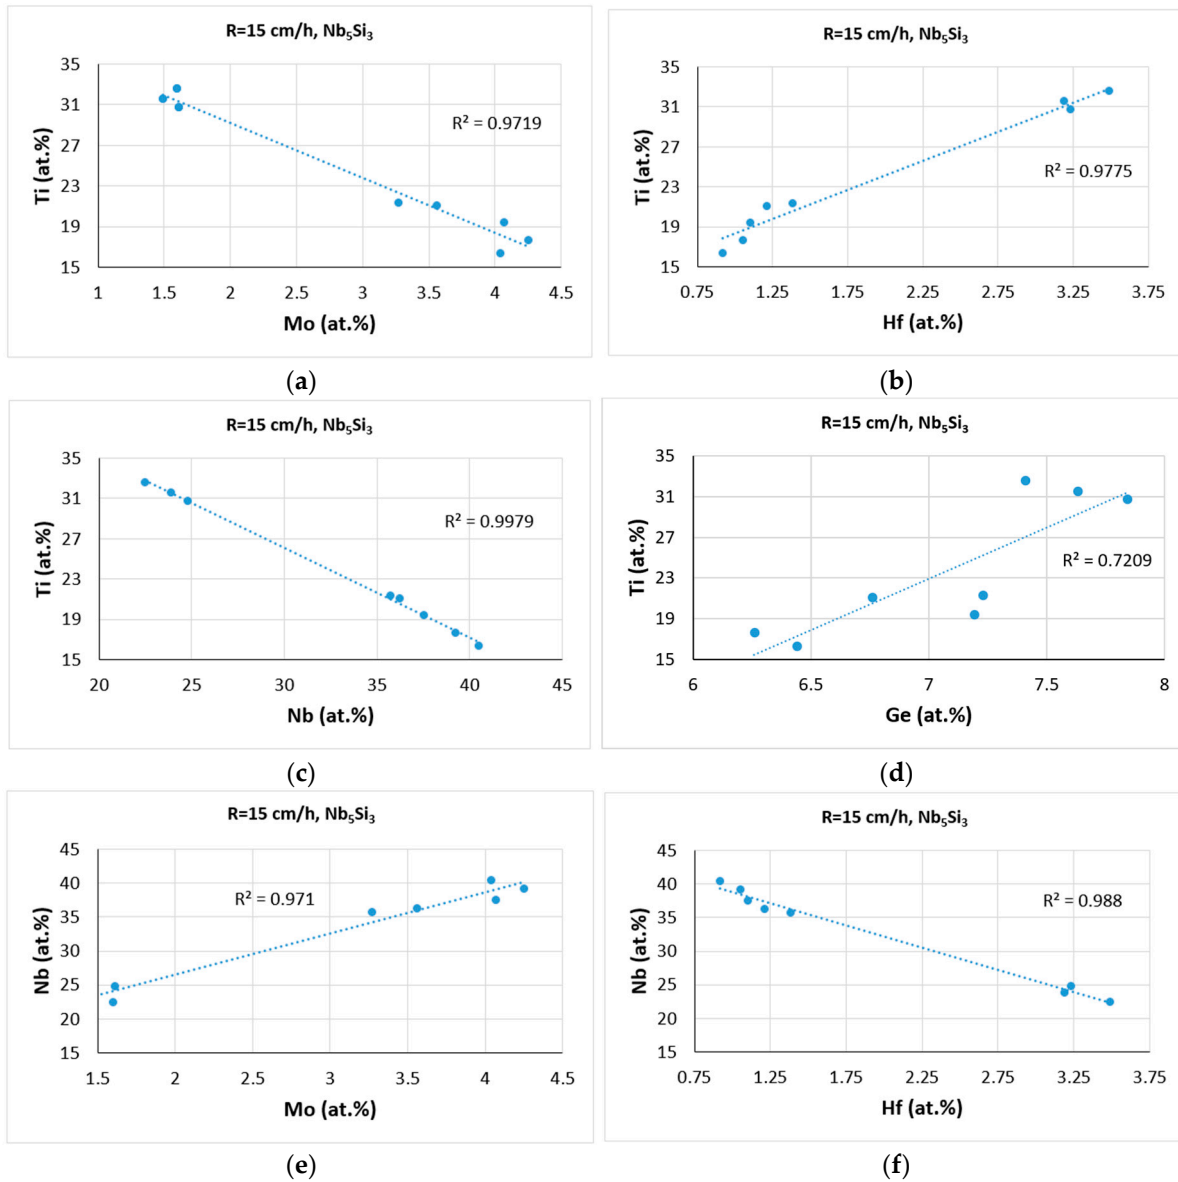 R=15 cm/h, Nb₅Si₃
Ti (at.%)
35
31
27
23
19
15
R² = 0.9719
1 1.5 2 2.5 3 3.5 4 4.5
Mo (at.%)
(a)
R=15 cm/h, Nb₅Si₃
Ti (at.%)
35
31
27
23
19
15
R² = 0.9775
0.75 1.25 1.75 2.25 2.75 3.25 3.75
Hf (at.%)
(b)
R=15 cm/h, Nb₅Si₃
Ti (at.%)
35
31
27
23
19
15
R² = 0.9979
20 25 30 35 40 45
Nb (at.%)
(c)
R=15 cm/h, Nb₅Si₃
Ti (at.%)
35
31
27
23
19
15
R² = 0.7209
6 6.5 7 7.5 8
Ge (at.%)
(d)
R=15 cm/h, Nb₅Si₃
Nb (at.%)
45
40
35
30
25
20
15
R² = 0.971
1.5 2 2.5 3 3.5 4 4.5
Mo (at.%)
(e)
R=15 cm/h, Nb₅Si₃
Nb (at.%)
45
40
35
30
25
20
15
R² = 0.988
0.75 1.25 1.75 2.25 2.75 3.25 3.75
Hf (at.%)
(f)